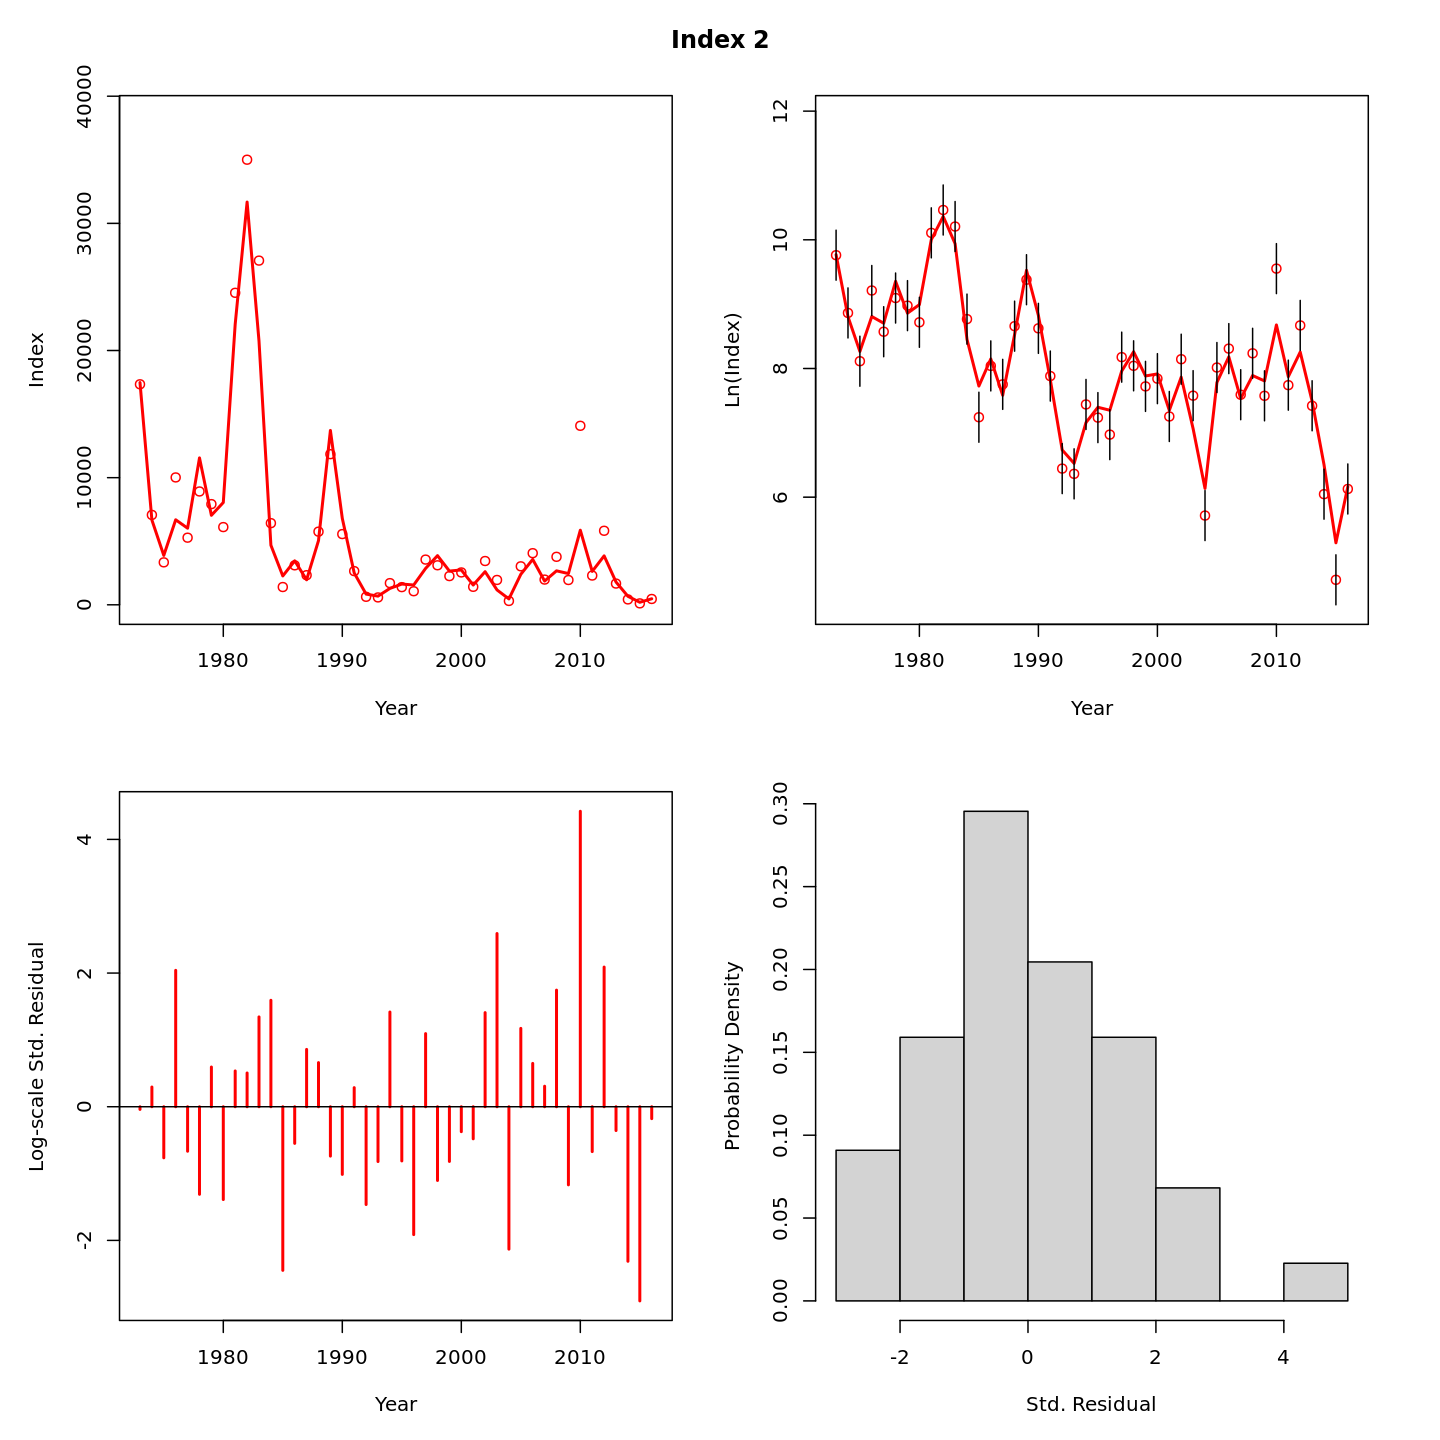 Index 2
40000
30000
20000
10000
0
Index
1980 1990 2000 2010
Year
12
10
8
6
Ln(Index)
1980 1990 2000 2010
Year
4
2
0
-2
Log-scale Std. Residual
1980 1990 2000 2010
Year
0.30
0.25
0.20
0.15
0.10
0.05
0.00
Probability Density
-2 0 2 4
Std. Residual